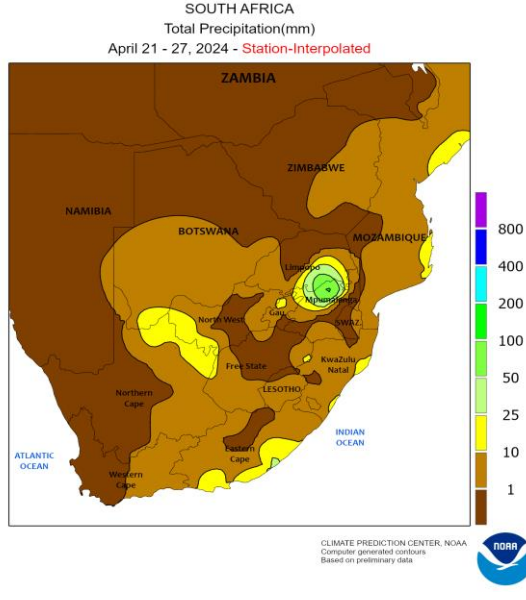 SOUTH AFRICA
Total Precipitation(mm)
April 21 - 27, 2024 - Station-Interpolated
ZAMBIA
ZIMBABWE
NAMIBIA
BOTSWANA
MOZAMBIQUE
Limpopo
Mpumalanga
North West
Gau.
SWAZ.
Free State
KwaZulu
Natal
LESOTHO
Northern
Cape
INDIAN
OCEAN
ATLANTIC
OCEAN
Eastern
Cape
Western
Cape
800
400
200
100
50
25
10
1
CLIMATE PREDICTION CENTER, NOAA
Computer generated contours
Based on preliminary data
NOAA